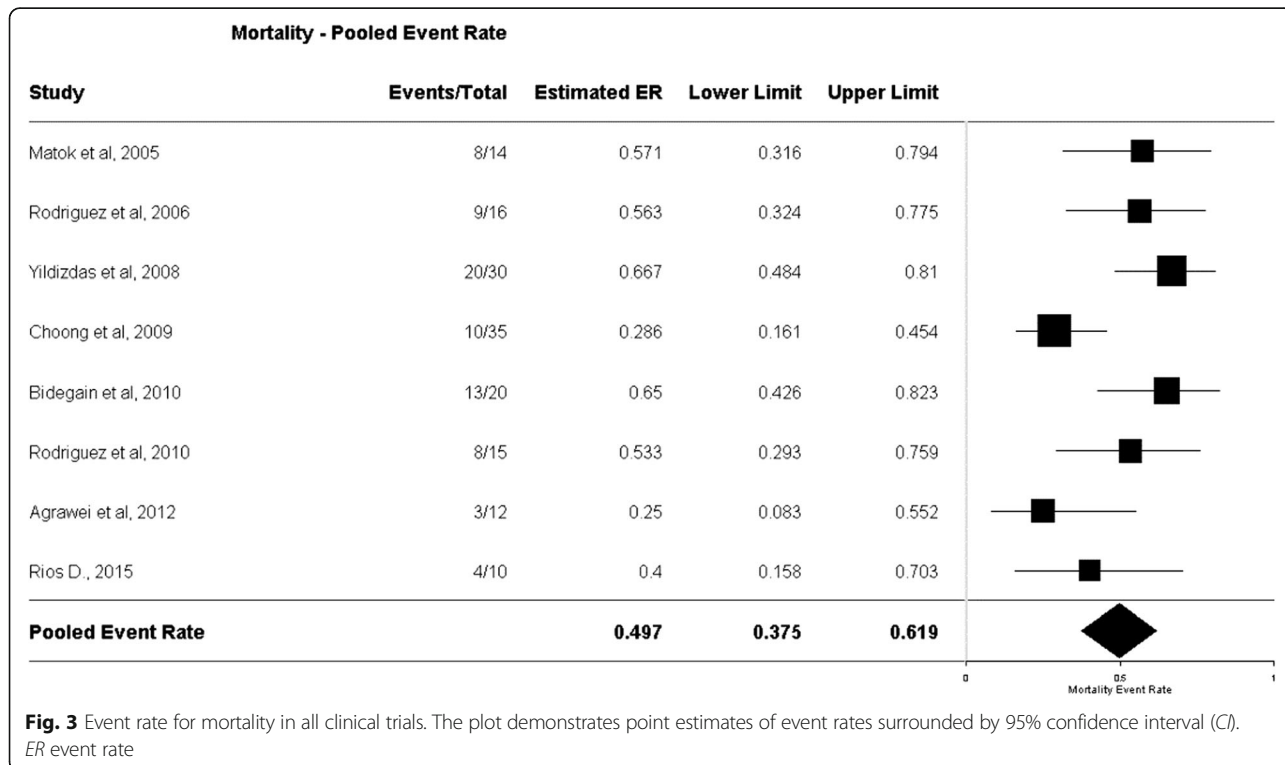 Mortality - Pooled Event Rate
Study Events/Total Estimated ER Lower Limit Upper Limit
Matok et al, 2005 8/14 0.571 0.316 0.794
Rodriguez et al, 2006 9/16 0.563 0.324 0.775
Yildizdas et al, 2008 20/30 0.667 0.484 0.81
Choong et al, 2009 10/35 0.286 0.161 0.454
Bidegain et al, 2010 13/20 0.65 0.426 0.823
Rodriguez et al, 2010 8/15 0.533 0.293 0.759
Agrawei et al, 2012 3/12 0.25 0.083 0.552
Rios D., 2015 4/10 0.4 0.158 0.703
Pooled Event Rate 0.497 0.375 0.619
0 0.5 1
Mortality Event Rate
Fig. 3 Event rate for mortality in all clinical trials. The plot demonstrates point estimates of event rates surrounded by 95% confidence interval (CI).
ER event rate